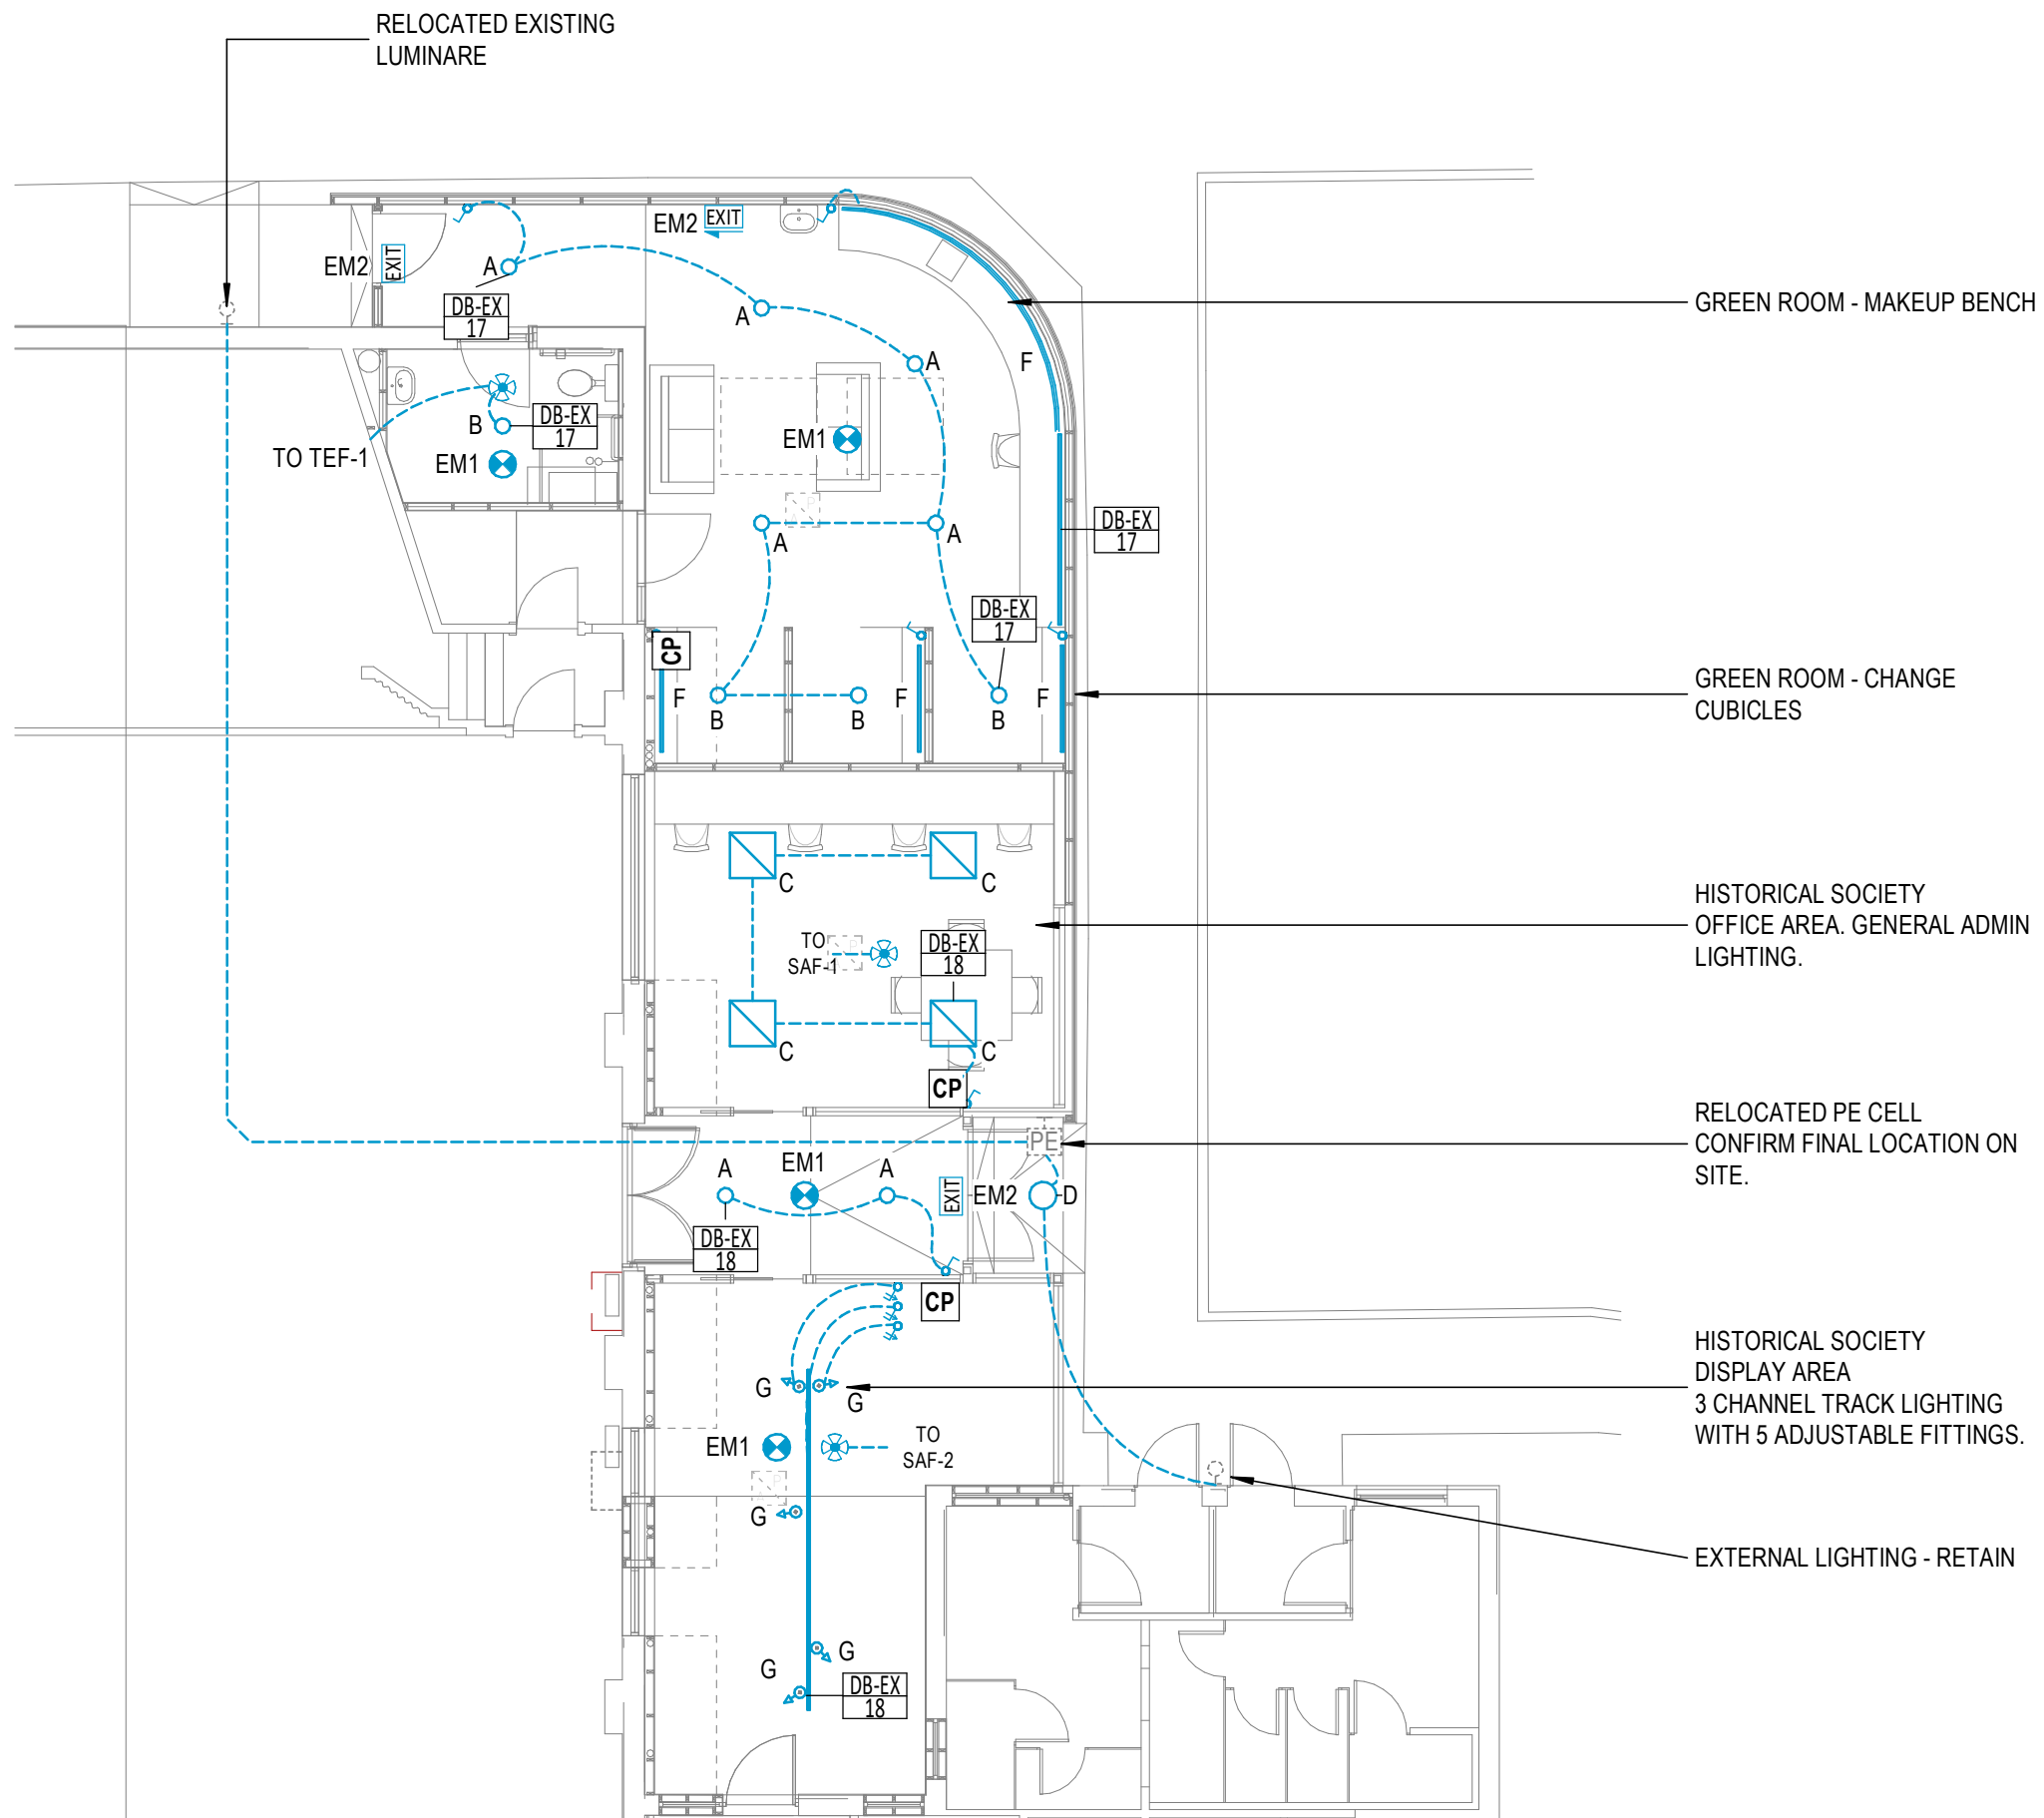 RELOCATED EXISTING
LUMINARE
EM2
EXIT
EM2
EXIT
A
DB-EX
17
A
A
F
GREEN ROOM - MAKEUP BENCH
B
DB-EX
17
TO TEF-1
EM1
EM1
A
A
DB-EX
17
DB-EX
17
CP
F
B
B
F
B
F
GREEN ROOM - CHANGE
CUBICLES
C
C
TO
SAF-1
DB-EX
18
C
C
CP
HISTORICAL SOCIETY
OFFICE AREA. GENERAL ADMIN
LIGHTING.
PE
RELOCATED PE CELL
CONFIRM FINAL LOCATION ON
SITE.
A
EM1
A
EXIT
EM2
D
DB-EX
18
CP
G
G
HISTORICAL SOCIETY
DISPLAY AREA
3 CHANNEL TRACK LIGHTING
WITH 5 ADJUSTABLE FITTINGS.
EM1
TO
SAF-2
G
EXTERNAL LIGHTING - RETAIN
G
G
DB-EX
18